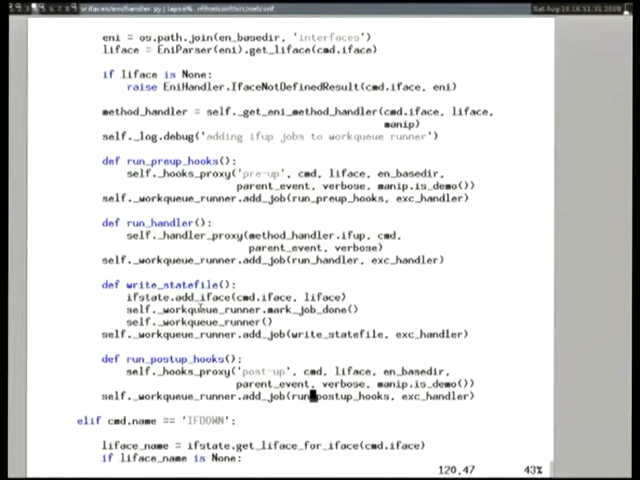 eni = os.path.join(en_basedir, 'interfaces')
liface = EniParser(eni).get_liface(cmd.iface)
if liface is None:
raise EniHandler.IfaceNotDefinedResult(cmd.iface, eni)
method_handler = self._get_eni_method_handler(cmd.iface, liface,
manip)
self._log.debug('adding ifup jobs to workqueue runner')
def run_preup_hooks():
self._hooks_proxy('pre-up', cmd, liface, en_basedir,
parent_event, verbose, manip.is_demo())
self._workqueue_runner.add_job(run_preup_hooks, exc_handler)
def run_handler():
self._handler_proxy(method_handler.ifup, cmd,
parent_event, verbose)
self._workqueue_runner.add_job(run_handler, exc_handler)
def write_statefile():
ifstate.add_iface(cmd.iface, liface)
self._workqueue_runner.mark_job_done()
self._workqueue_runner()
self._workqueue_runner.add_job(write_statefile, exc_handler)
def run_postup_hooks():
self._hooks_proxy('post-up', cmd, liface, en_basedir,
parent_event, verbose, manip.is_demo())
self._workqueue_runner.add_job(run_postup_hooks, exc_handler)
elif cmd.name == 'IFDOWN':
liface_name = ifstate.get_liface_for_iface(cmd.iface)
if liface_name is None:
120,47 43%